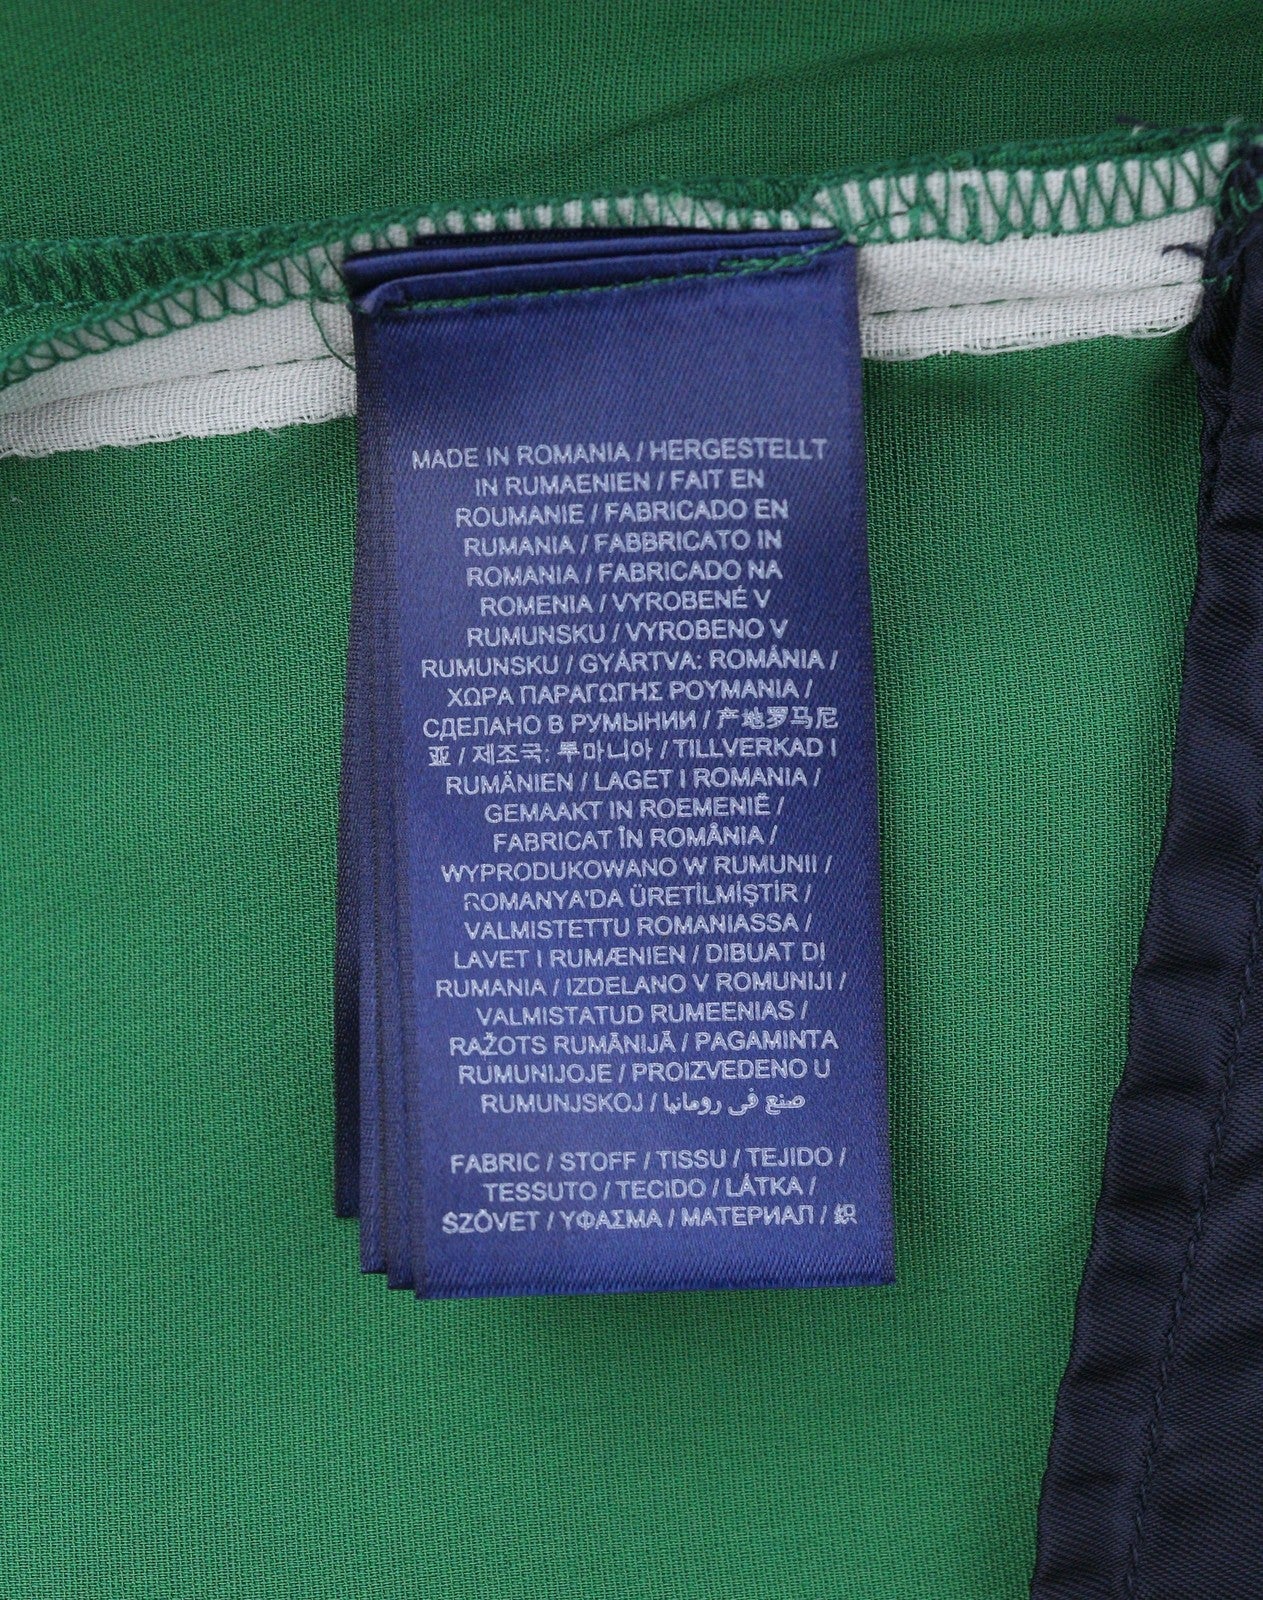 MADE IN ROMANIA / HERGESTELLT
IN RUMAENIEN / FAIT EN
ROUMANIE / FABRICADO EN
RUMANIA / FABBRICATO IN
ROMANIA / FABRICADO NA
ROMENIA / VYROBENÉ V
RUMUNSKU / VYROBENO V
RUMUNSKU / GYÁRTVA: ROMÁNIA /
ΧΩΡΑ ΠΑΡΑΓΩΓΗΣ ΡΟΥΜΑΝΙΑ /
СДЕЛАНО В РУМЫНИИ / 产地罗马尼
亚 / 제조국: 루마니아 / TILLVERKAD I
RUMÄNIEN / LAGET I ROMANIA /
GEMAAKT IN ROEMENIË /
FABRICAT ÎN ROMÂNIA /
WYPRODUKOWANO W RUMUNII /
ROMANYA'DA ÜRETİLMİŞTİR /
VALMISTETTU ROMANIASSA /
LAVET I RUMÆNIEN / DIBUAT DI
RUMANIA / IZDELANO V ROMUNIJI /
VALMISTATUD RUMEENIAS /
RAŽOTS RUMĀNIJĀ / PAGAMINTA
RUMUNIJOJE / PROIZVEDENO U
RUMUNJSKOJ / صنع في رومانيا
FABRIC / STOFF / TISSU / TEJIDO /
TESSUTO / TECIDO / LÁTKA /
SZÖVET / ΥΦΑΣΜΑ / МАТЕРИАЛ / 织